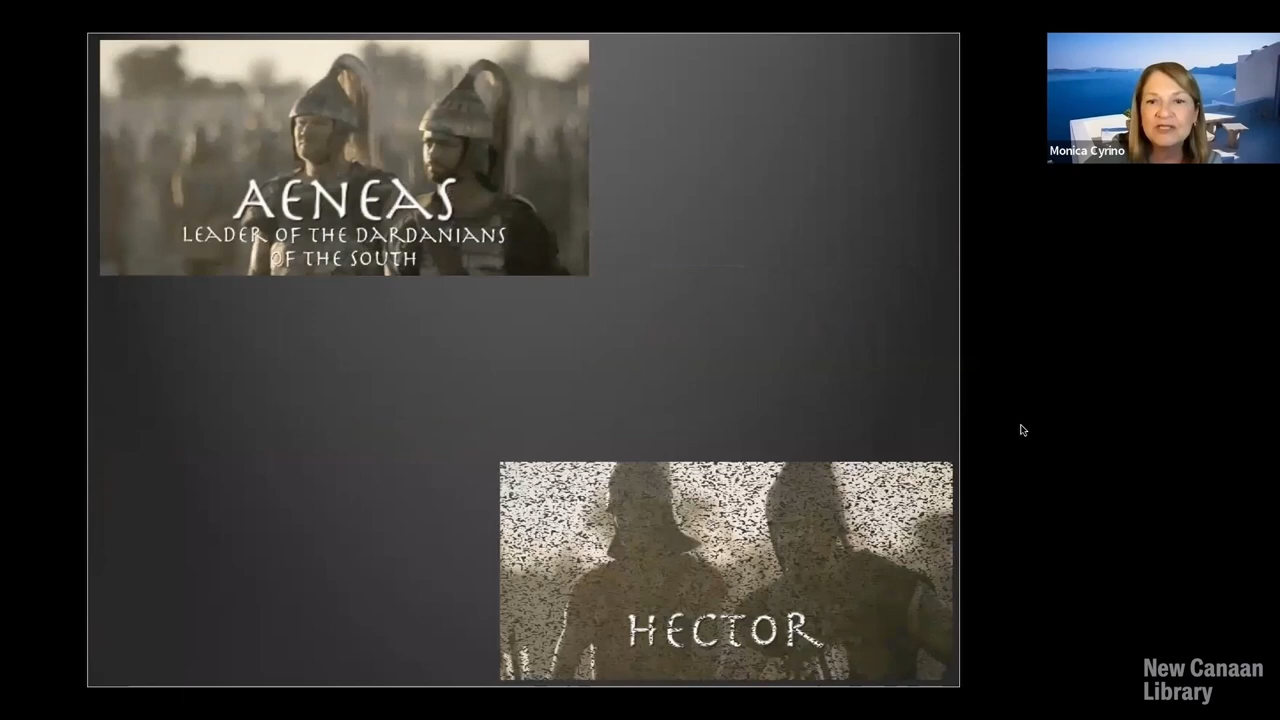 AENEAS
LEADER OF THE DARDANIANS
OF THE SOUTH
Monica Cyrino
HECTOR
New Canaan
Library